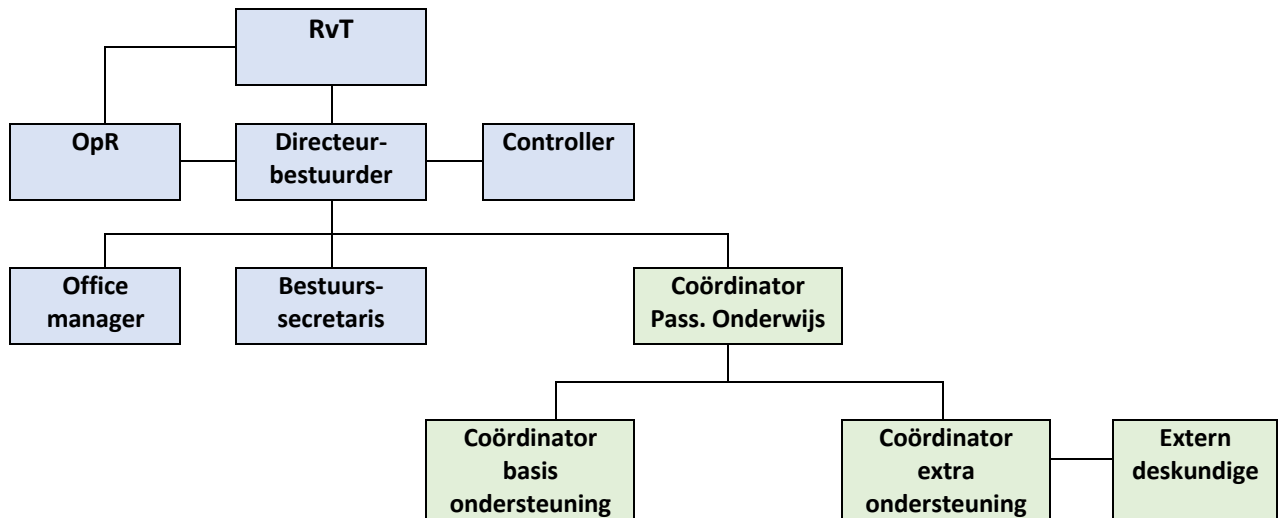 RvT
OpR
Directeur-
bestuurder
Controller
Office
manager
Bestuurs-
secretaris
Coördinator
Pass. Onderwijs
Coördinator
basis
ondersteuning
Coördinator
extra
ondersteuning
Extern
deskundige